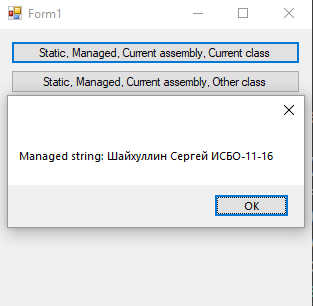 Form1
Static, Managed, Current assembly, Current class
Static, Managed, Current assembly, Other class
Managed string: Шайхуллин Сергей ИСБО-11-16
OK